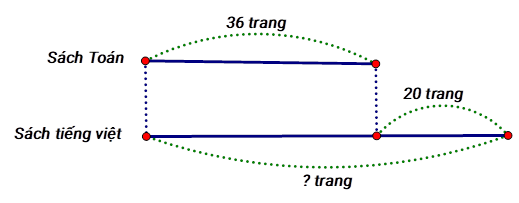 36 trang
Sách Toán
20 trang
Sách tiếng việt
? trang